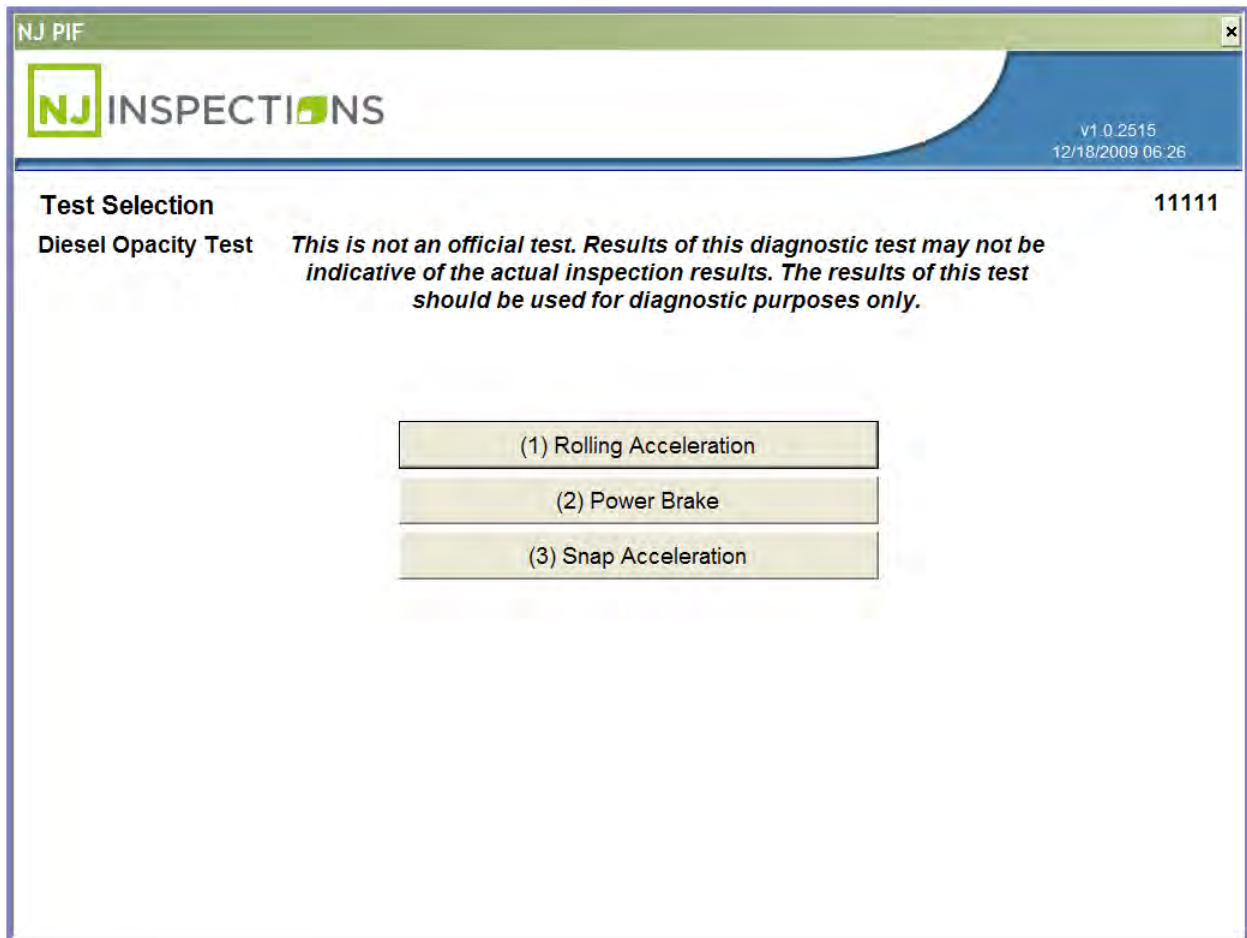 NJ PIF
NJ INSPECTIONS
v1.0.2515
12/18/2009 06:26
Test Selection
11111
Diesel Opacity Test
This is not an official test. Results of this diagnostic test may not be
indicative of the actual inspection results. The results of this test
should be used for diagnostic purposes only.
(1) Rolling Acceleration
(2) Power Brake
(3) Snap Acceleration